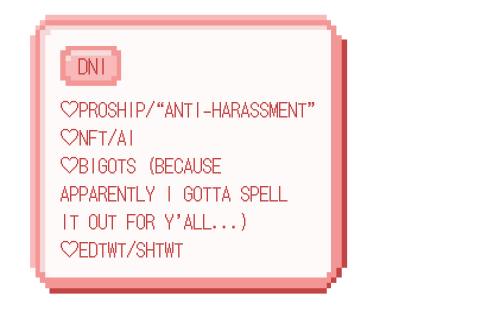 DNI
♡PROSHIP/“ANTI-HARASSMENT”
♡NFT/AI
♡BIGOTS (BECAUSE
APPARENTLY I GOTTA SPELL
IT OUT FOR Y'ALL...)
♡EDTWT/SHTWT